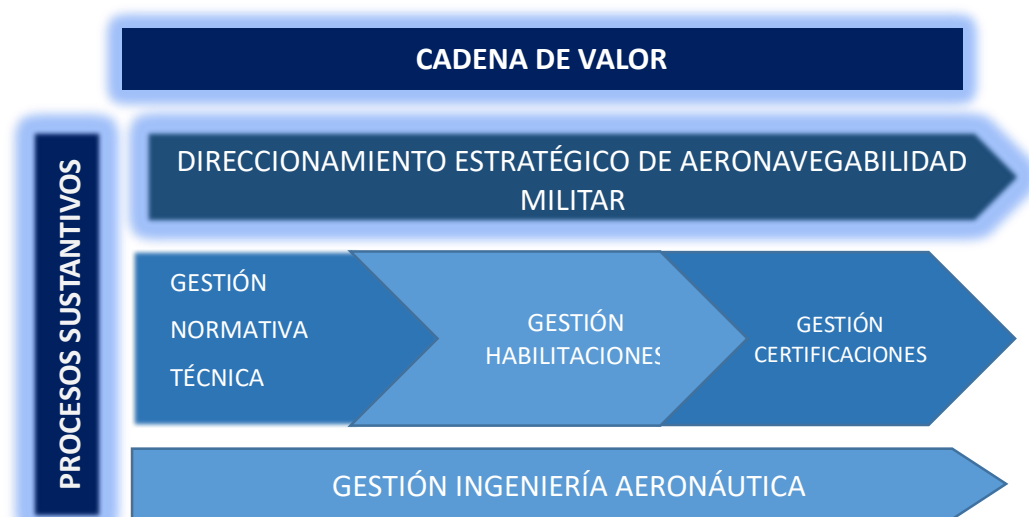 CADENA DE VALOR
PROCESOS SUSTANTIVOS
DIRECCIONAMIENTO ESTRATÉGICO DE AERONAVEGABILIDAD
MILITAR
GESTIÓN
NORMATIVA
TÉCNICA
GESTIÓN
HABILITACIONES
GESTIÓN
CERTIFICACIONES
GESTIÓN INGENIERÍA AERONÁUTICA